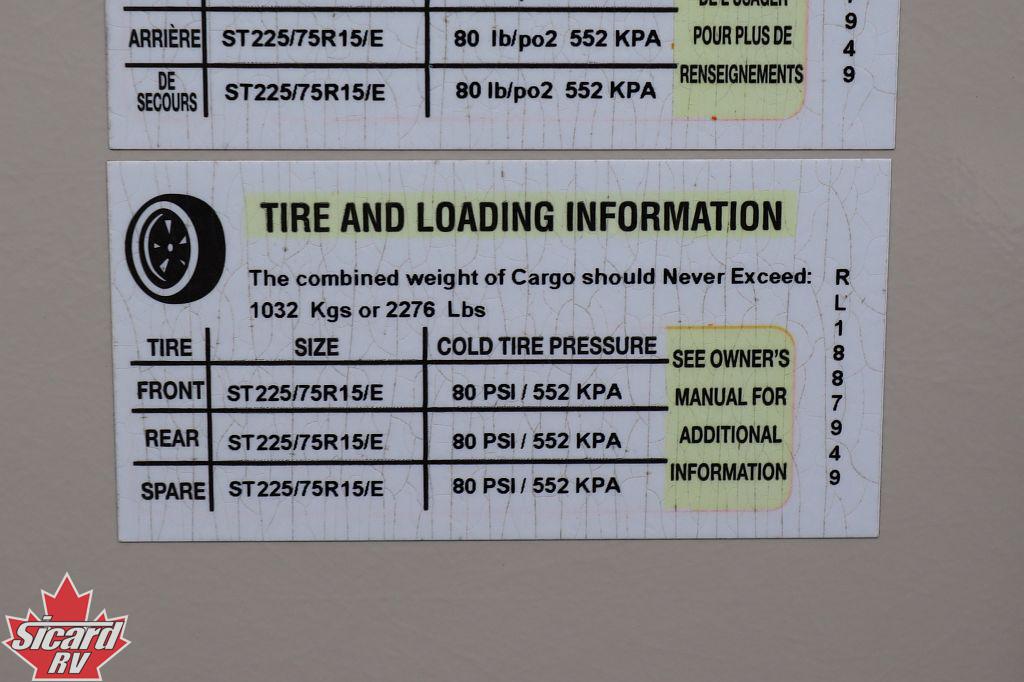 POUR PLUS DE
RENSEIGNEMENTS
ARRIÈRE ST225/75R15/E 80 lb/po2 552 KPA
DE SECOURS ST225/75R15/E 80 lb/po2 552 KPA
9
4
9
TIRE AND LOADING INFORMATION
The combined weight of Cargo should Never Exceed:
1032 Kgs or 2276 Lbs
TIRE SIZE COLD TIRE PRESSURE
FRONT ST225/75R15/E 80 PSI / 552 KPA
REAR ST225/75R15/E 80 PSI / 552 KPA
SPARE ST225/75R15/E 80 PSI / 552 KPA
SEE OWNER'S
MANUAL FOR
ADDITIONAL
INFORMATION
R
L
1
8
8
7
9
4
9
Sicard
RV